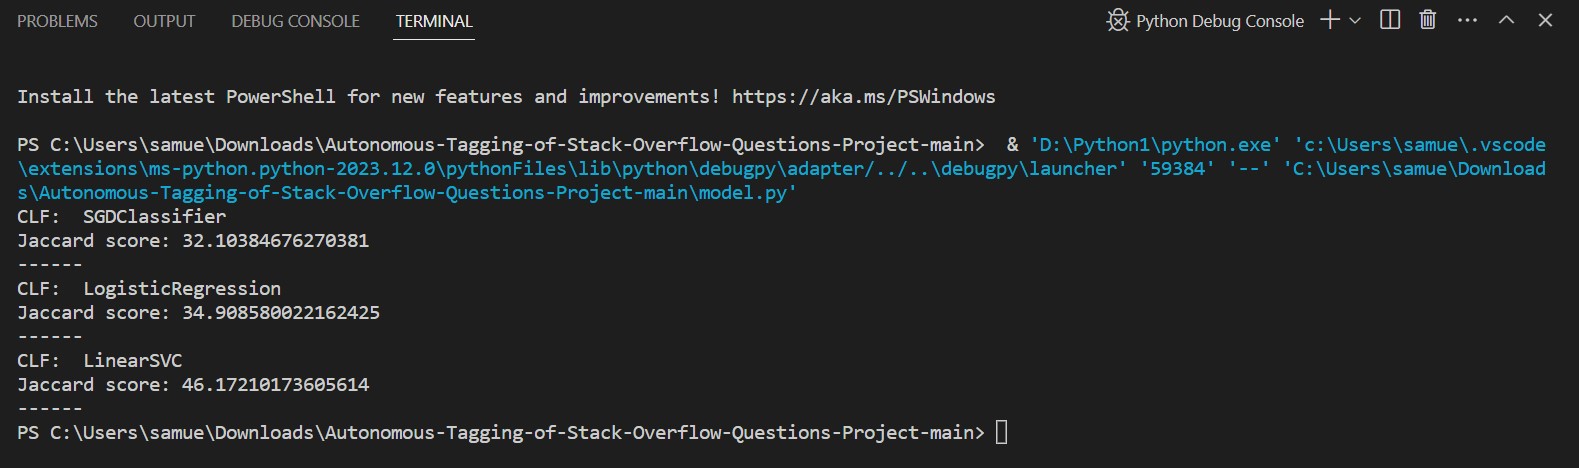 PROBLEMS OUTPUT DEBUG CONSOLE TERMINAL Python Debug Console
Install the latest PowerShell for new features and improvements! https://aka.ms/PSWindows
PS C:\Users\samue\Downloads\Autonomous-Tagging-of-Stack-Overflow-Questions-Project-main>  & 'D:\Python1\python.exe' 'c:\Users\samue\.vscode
\extensions\ms-python.python-2023.12.0\pythonFiles\lib\python\debugpy\adapter/../..\debugpy\launcher' '59384' '--' 'C:\Users\samue\Download
s\Autonomous-Tagging-of-Stack-Overflow-Questions-Project-main\model.py'
CLF:  SGDClassifier
Jaccard score: 32.10384676270381
------
CLF:  LogisticRegression
Jaccard score: 34.908580022162425
------
CLF:  LinearSVC
Jaccard score: 46.17210173605614
------
PS C:\Users\samue\Downloads\Autonomous-Tagging-of-Stack-Overflow-Questions-Project-main>